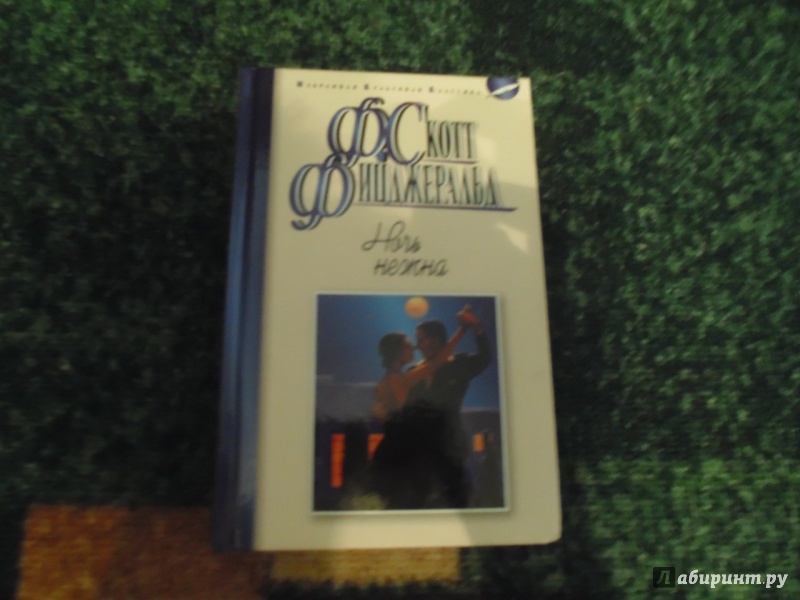 Ф. Скотт
Фицджеральд
Ночь
нежна
Лабиринт.ру